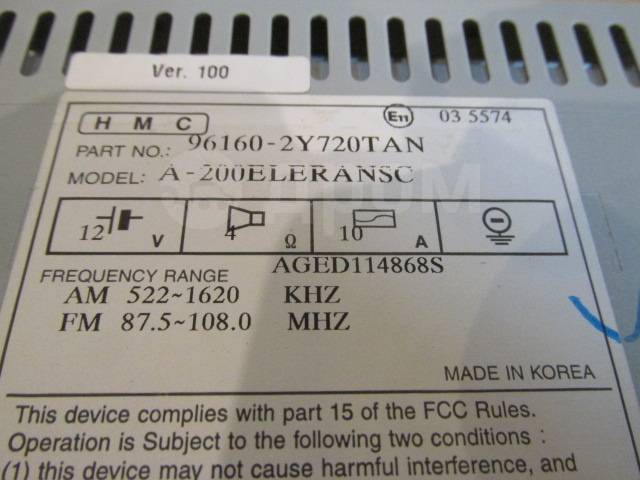 Ver. 100
H M C
E11 03 5574
PART NO.: 96160-2Y720TAN
MODEL: A-200ELERANSC
12 V 4 Ω 10 A
AGED114868S
FREQUENCY RANGE
AM 522~1620 KHZ
FM 87.5~108.0 MHZ
MADE IN KOREA
This device complies with part 15 of the FCC Rules.
Operation is Subject to the following two conditions :
(1) this device may not cause harmful interference, and